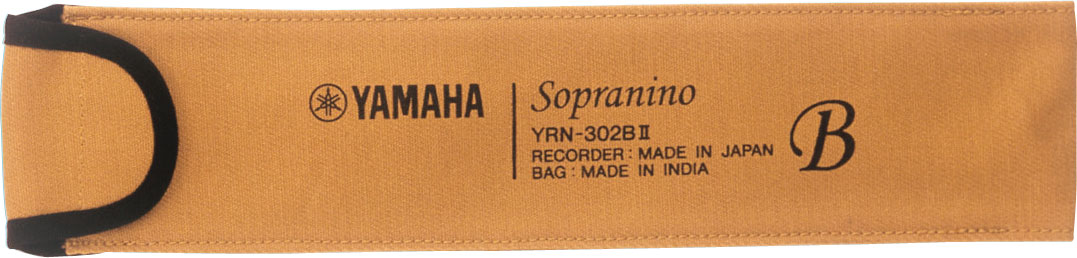 YAMAHA
Sopranino
YRN-302BⅡ
RECORDER: MADE IN JAPAN
BAG: MADE IN INDIA
B